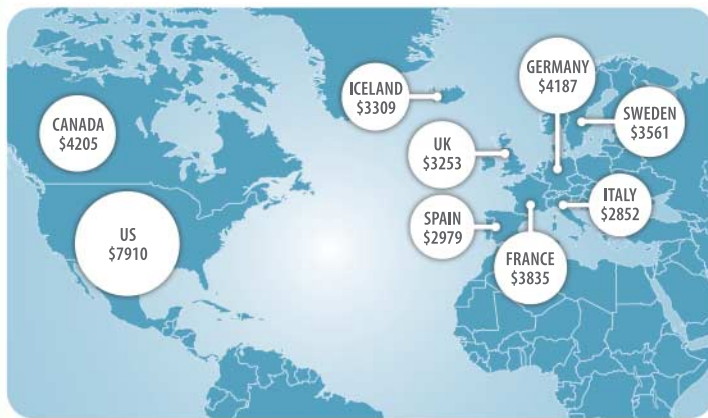 CANADA
$4205
US
$7910
ICELAND
$3309
UK
$3253
SPAIN
$2979
GERMANY
$4187
SWEDEN
$3561
ITALY
$2852
FRANCE
$3835